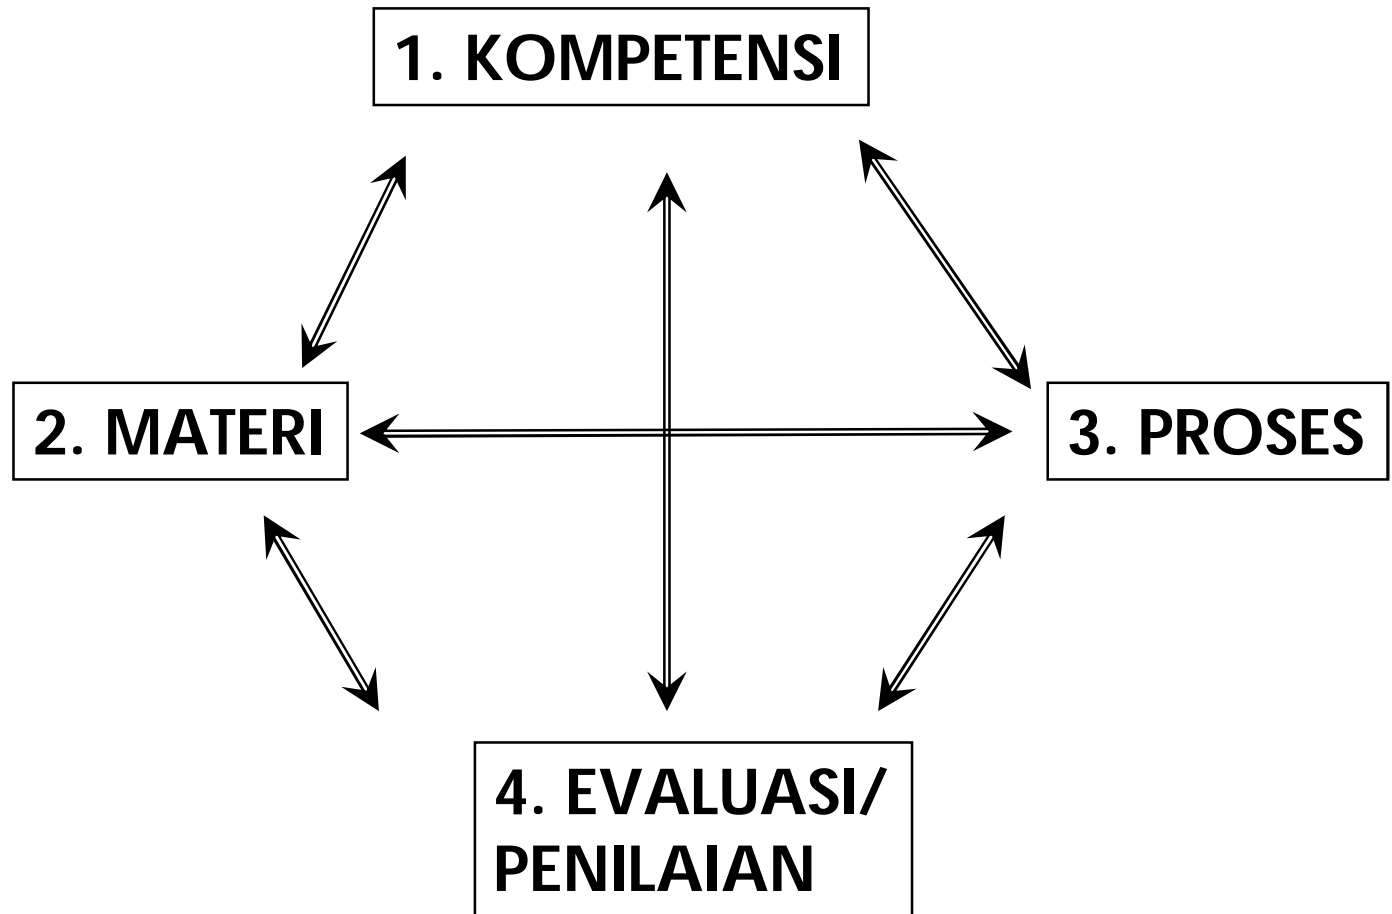 1. KOMPETENSI
2. MATERI
3. PROSES
4. EVALUASI/
PENILAIAN